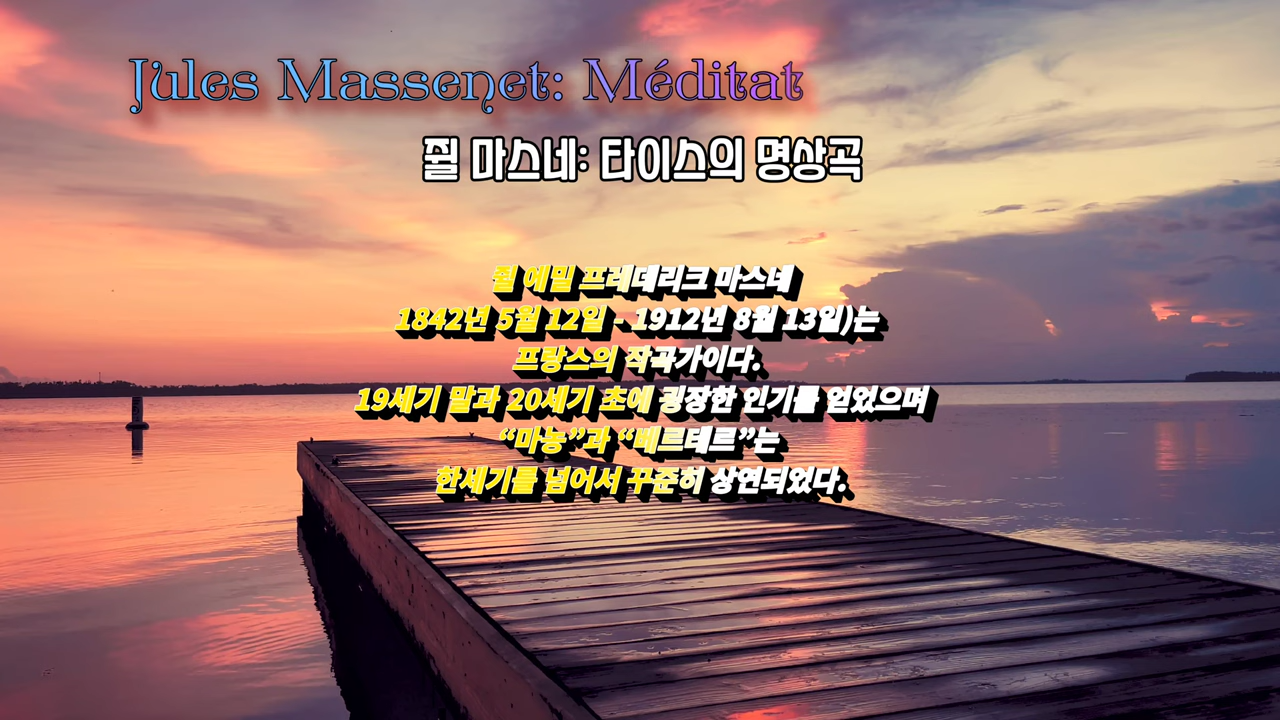 Jules Massenet: Méditat
쥘 마스네: 타이스의 명상곡
쥘 에밀 프레데리크 마스네
1842년 5월 12일 - 1912년 8월 13일)는
프랑스의 작곡가이다.
19세기 말과 20세기 초에 굉장한 인기를 얻었으며
“마농”과 “베르테르”는
한세기를 넘어서 꾸준히 상연되었다.